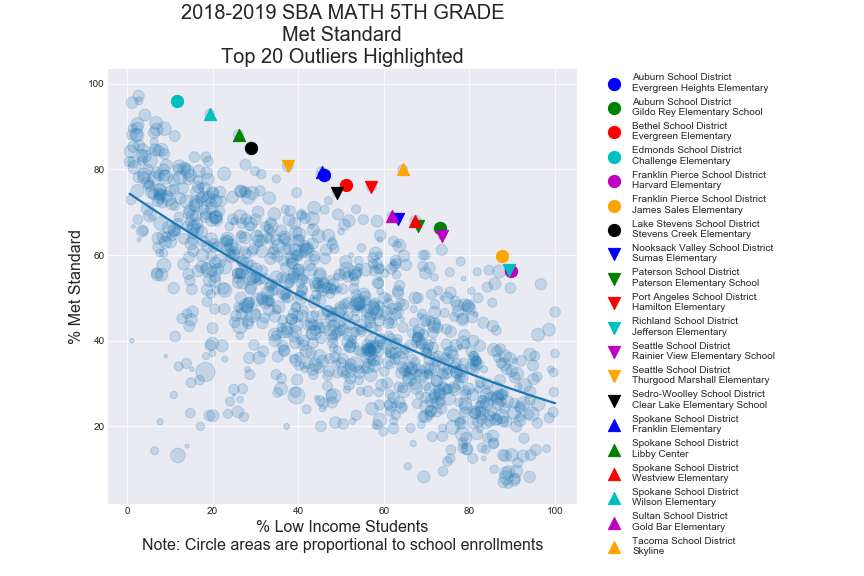 2018-2019 SBA MATH 5TH GRADE
Met Standard
Top 20 Outliers Highlighted
% Met Standard
100
80
60
40
20
0
20
40
60
80
100
% Low Income Students
Note: Circle areas are proportional to school enrollments
Auburn School District
Evergreen Heights Elementary
Auburn School District
Gildo Rey Elementary School
Bethel School District
Evergreen Elementary
Edmonds School District
Challenge Elementary
Franklin Pierce School District
Harvard Elementary
Franklin Pierce School District
James Sales Elementary
Lake Stevens School District
Stevens Creek Elementary
Nooksack Valley School District
Sumas Elementary
Paterson School District
Paterson Elementary School
Port Angeles School District
Hamilton Elementary
Richland School District
Jefferson Elementary
Seattle School District
Rainier View Elementary School
Seattle School District
Thurgood Marshall Elementary
Sedro-Woolley School District
Clear Lake Elementary School
Spokane School District
Franklin Elementary
Spokane School District
Libby Center
Spokane School District
Westview Elementary
Spokane School District
Wilson Elementary
Sultan School District
Gold Bar Elementary
Tacoma School District
Skyline